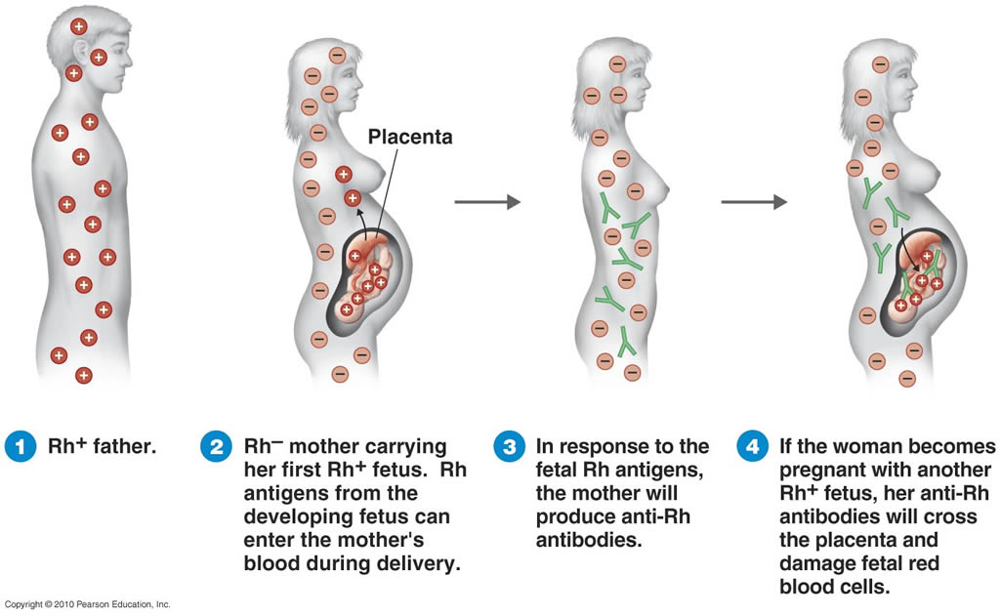 Placenta
1 Rh+ father.
2 Rh– mother carrying
her first Rh+ fetus. Rh
antigens from the
developing fetus can
enter the mother's
blood during delivery.
3 In response to the
fetal Rh antigens,
the mother will
produce anti-Rh
antibodies.
4 If the woman becomes
pregnant with another
Rh+ fetus, her anti-Rh
antibodies will cross
the placenta and
damage fetal red
blood cells.
Copyright © 2010 Pearson Education, Inc.